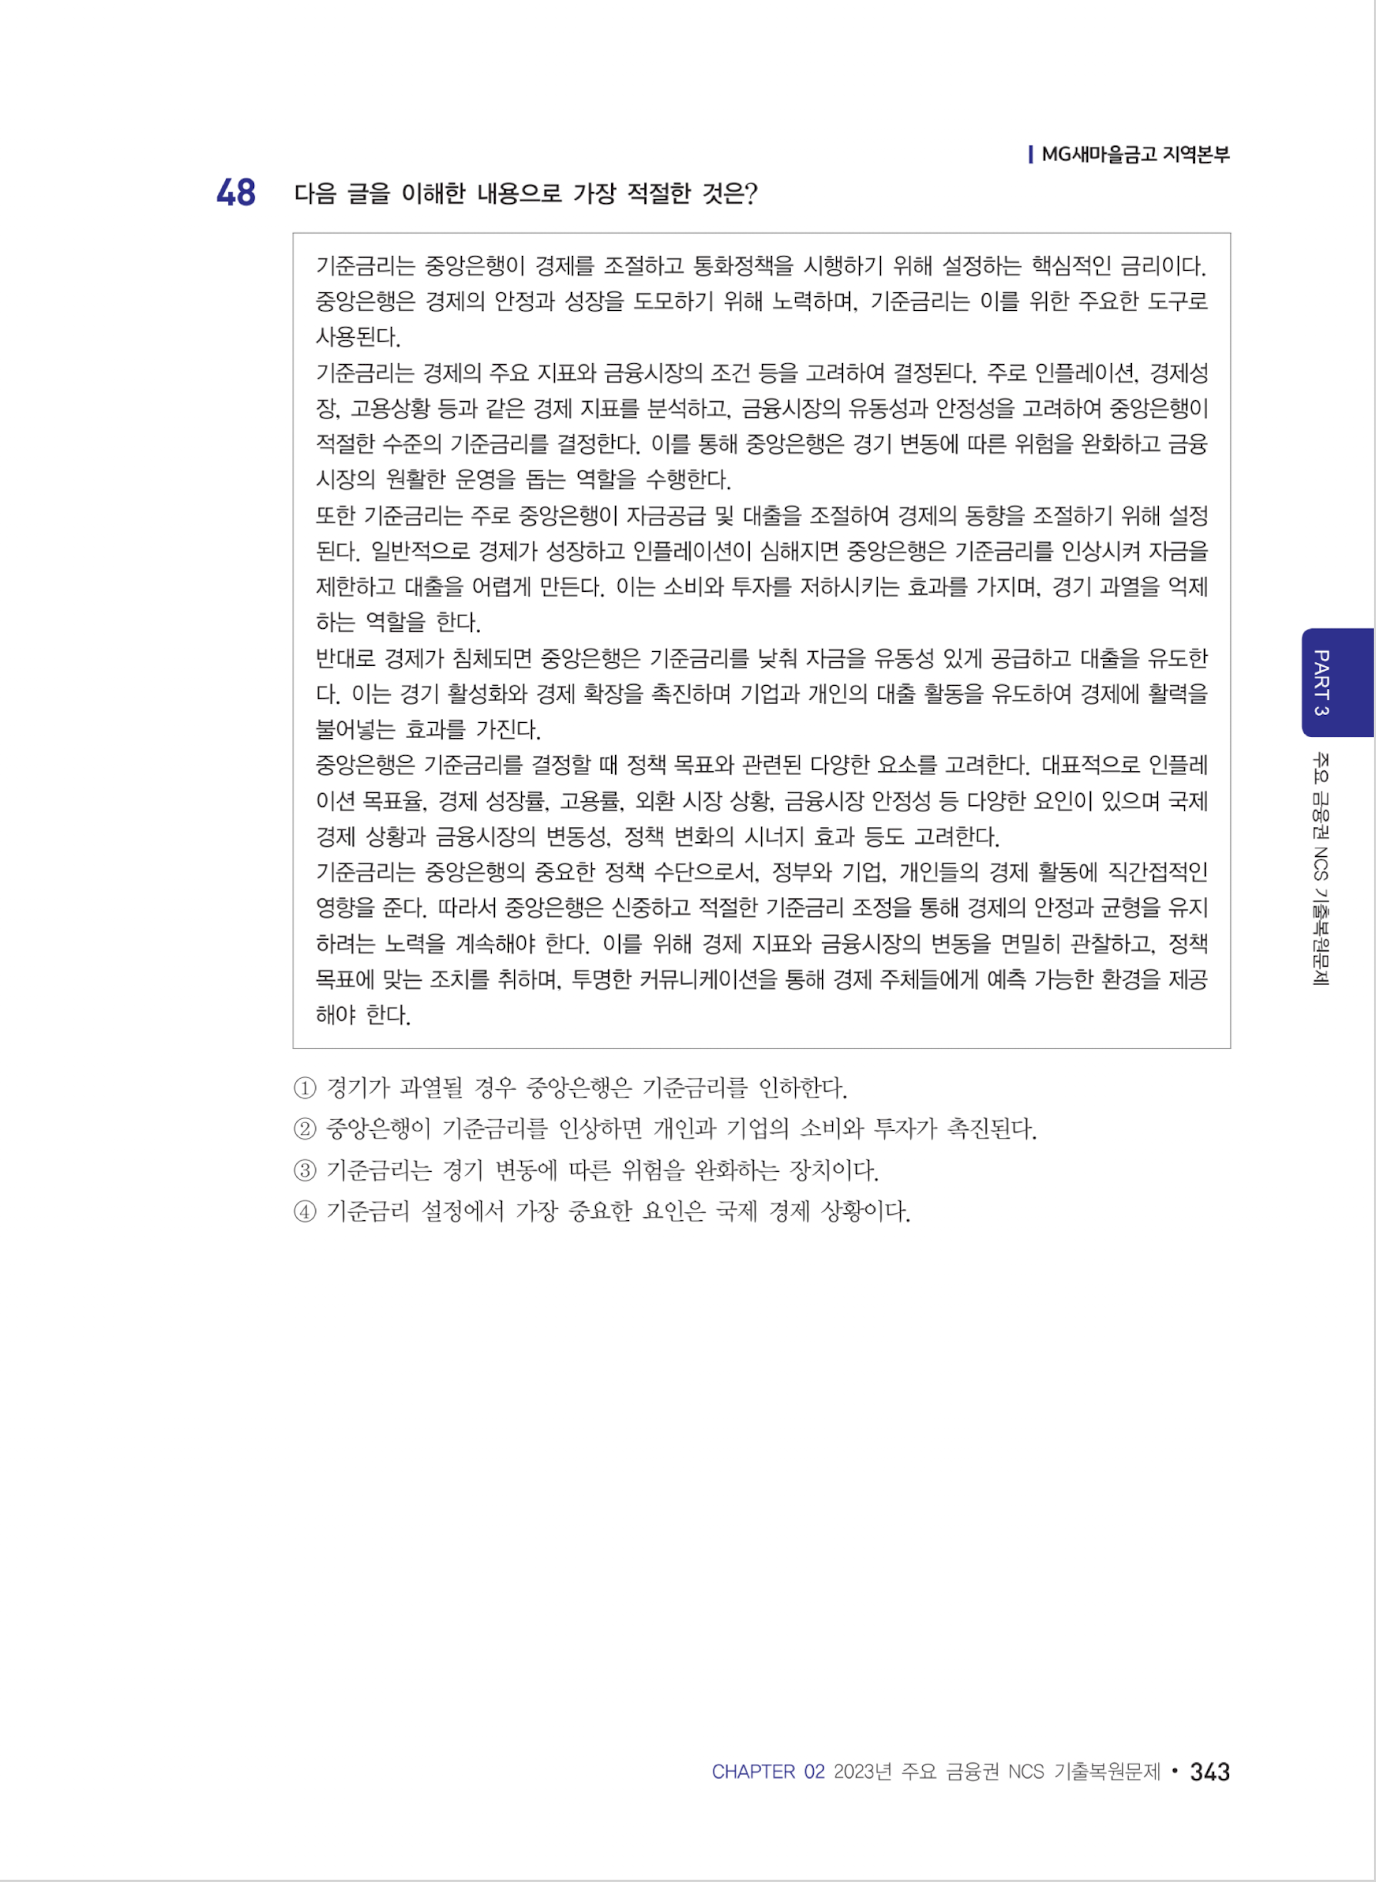 MG새마을금고 지역본부
48 다음 글을 이해한 내용으로 가장 적절한 것은?
기준금리는 중앙은행이 경제를 조절하고 통화정책을 시행하기 위해 설정하는 핵심적인 금리이다.
중앙은행은 경제의 안정과 성장을 도모하기 위해 노력하며, 기준금리는 이를 위한 주요한 도구로
사용된다.
기준금리는 경제의 주요 지표와 금융시장의 조건 등을 고려하여 결정된다. 주로 인플레이션, 경제성
장, 고용상황 등과 같은 경제 지표를 분석하고, 금융시장의 유동성과 안정성을 고려하여 중앙은행이
적절한 수준의 기준금리를 결정한다. 이를 통해 중앙은행은 경기 변동에 따른 위험을 완화하고 금융
시장의 원활한 운영을 돕는 역할을 수행한다.
또한 기준금리는 주로 중앙은행이 자금공급 및 대출을 조절하여 경제의 동향을 조절하기 위해 설정
된다. 일반적으로 경제가 성장하고 인플레이션이 심해지면 중앙은행은 기준금리를 인상시켜 자금을
제한하고 대출을 어렵게 만든다. 이는 소비와 투자를 저하시키는 효과를 가지며, 경기 과열을 억제
하는 역할을 한다.
반대로 경제가 침체되면 중앙은행은 기준금리를 낮춰 자금을 유동성 있게 공급하고 대출을 유도한
다. 이는 경기 활성화와 경제 확장을 촉진하며 기업과 개인의 대출 활동을 유도하여 경제에 활력을
불어넣는 효과를 가진다.
중앙은행은 기준금리를 결정할 때 정책 목표와 관련된 다양한 요소를 고려한다. 대표적으로 인플레
이션 목표율, 경제 성장률, 고용률, 외환 시장 상황, 금융시장 안정성 등 다양한 요인이 있으며 국제
경제 상황과 금융시장의 변동성, 정책 변화의 시너지 효과 등도 고려한다.
기준금리는 중앙은행의 중요한 정책 수단으로서, 정부와 기업, 개인들의 경제 활동에 직간접적인
영향을 준다. 따라서 중앙은행은 신중하고 적절한 기준금리 조정을 통해 경제의 안정과 균형을 유지
하려는 노력을 계속해야 한다. 이를 위해 경제 지표와 금융시장의 변동을 면밀히 관찰하고, 정책
목표에 맞는 조치를 취하며, 투명한 커뮤니케이션을 통해 경제 주체들에게 예측 가능한 환경을 제공
해야 한다.
① 경기가 과열될 경우 중앙은행은 기준금리를 인하한다.
② 중앙은행이 기준금리를 인상하면 개인과 기업의 소비와 투자가 촉진된다.
③ 기준금리는 경기 변동에 따른 위험을 완화하는 장치이다.
④ 기준금리 설정에서 가장 중요한 요인은 국제 경제 상황이다.
PART 3
주요 금융권 NCS 기출복원문제
CHAPTER 02 2023년 주요 금융권 NCS 기출복원문제 • 343